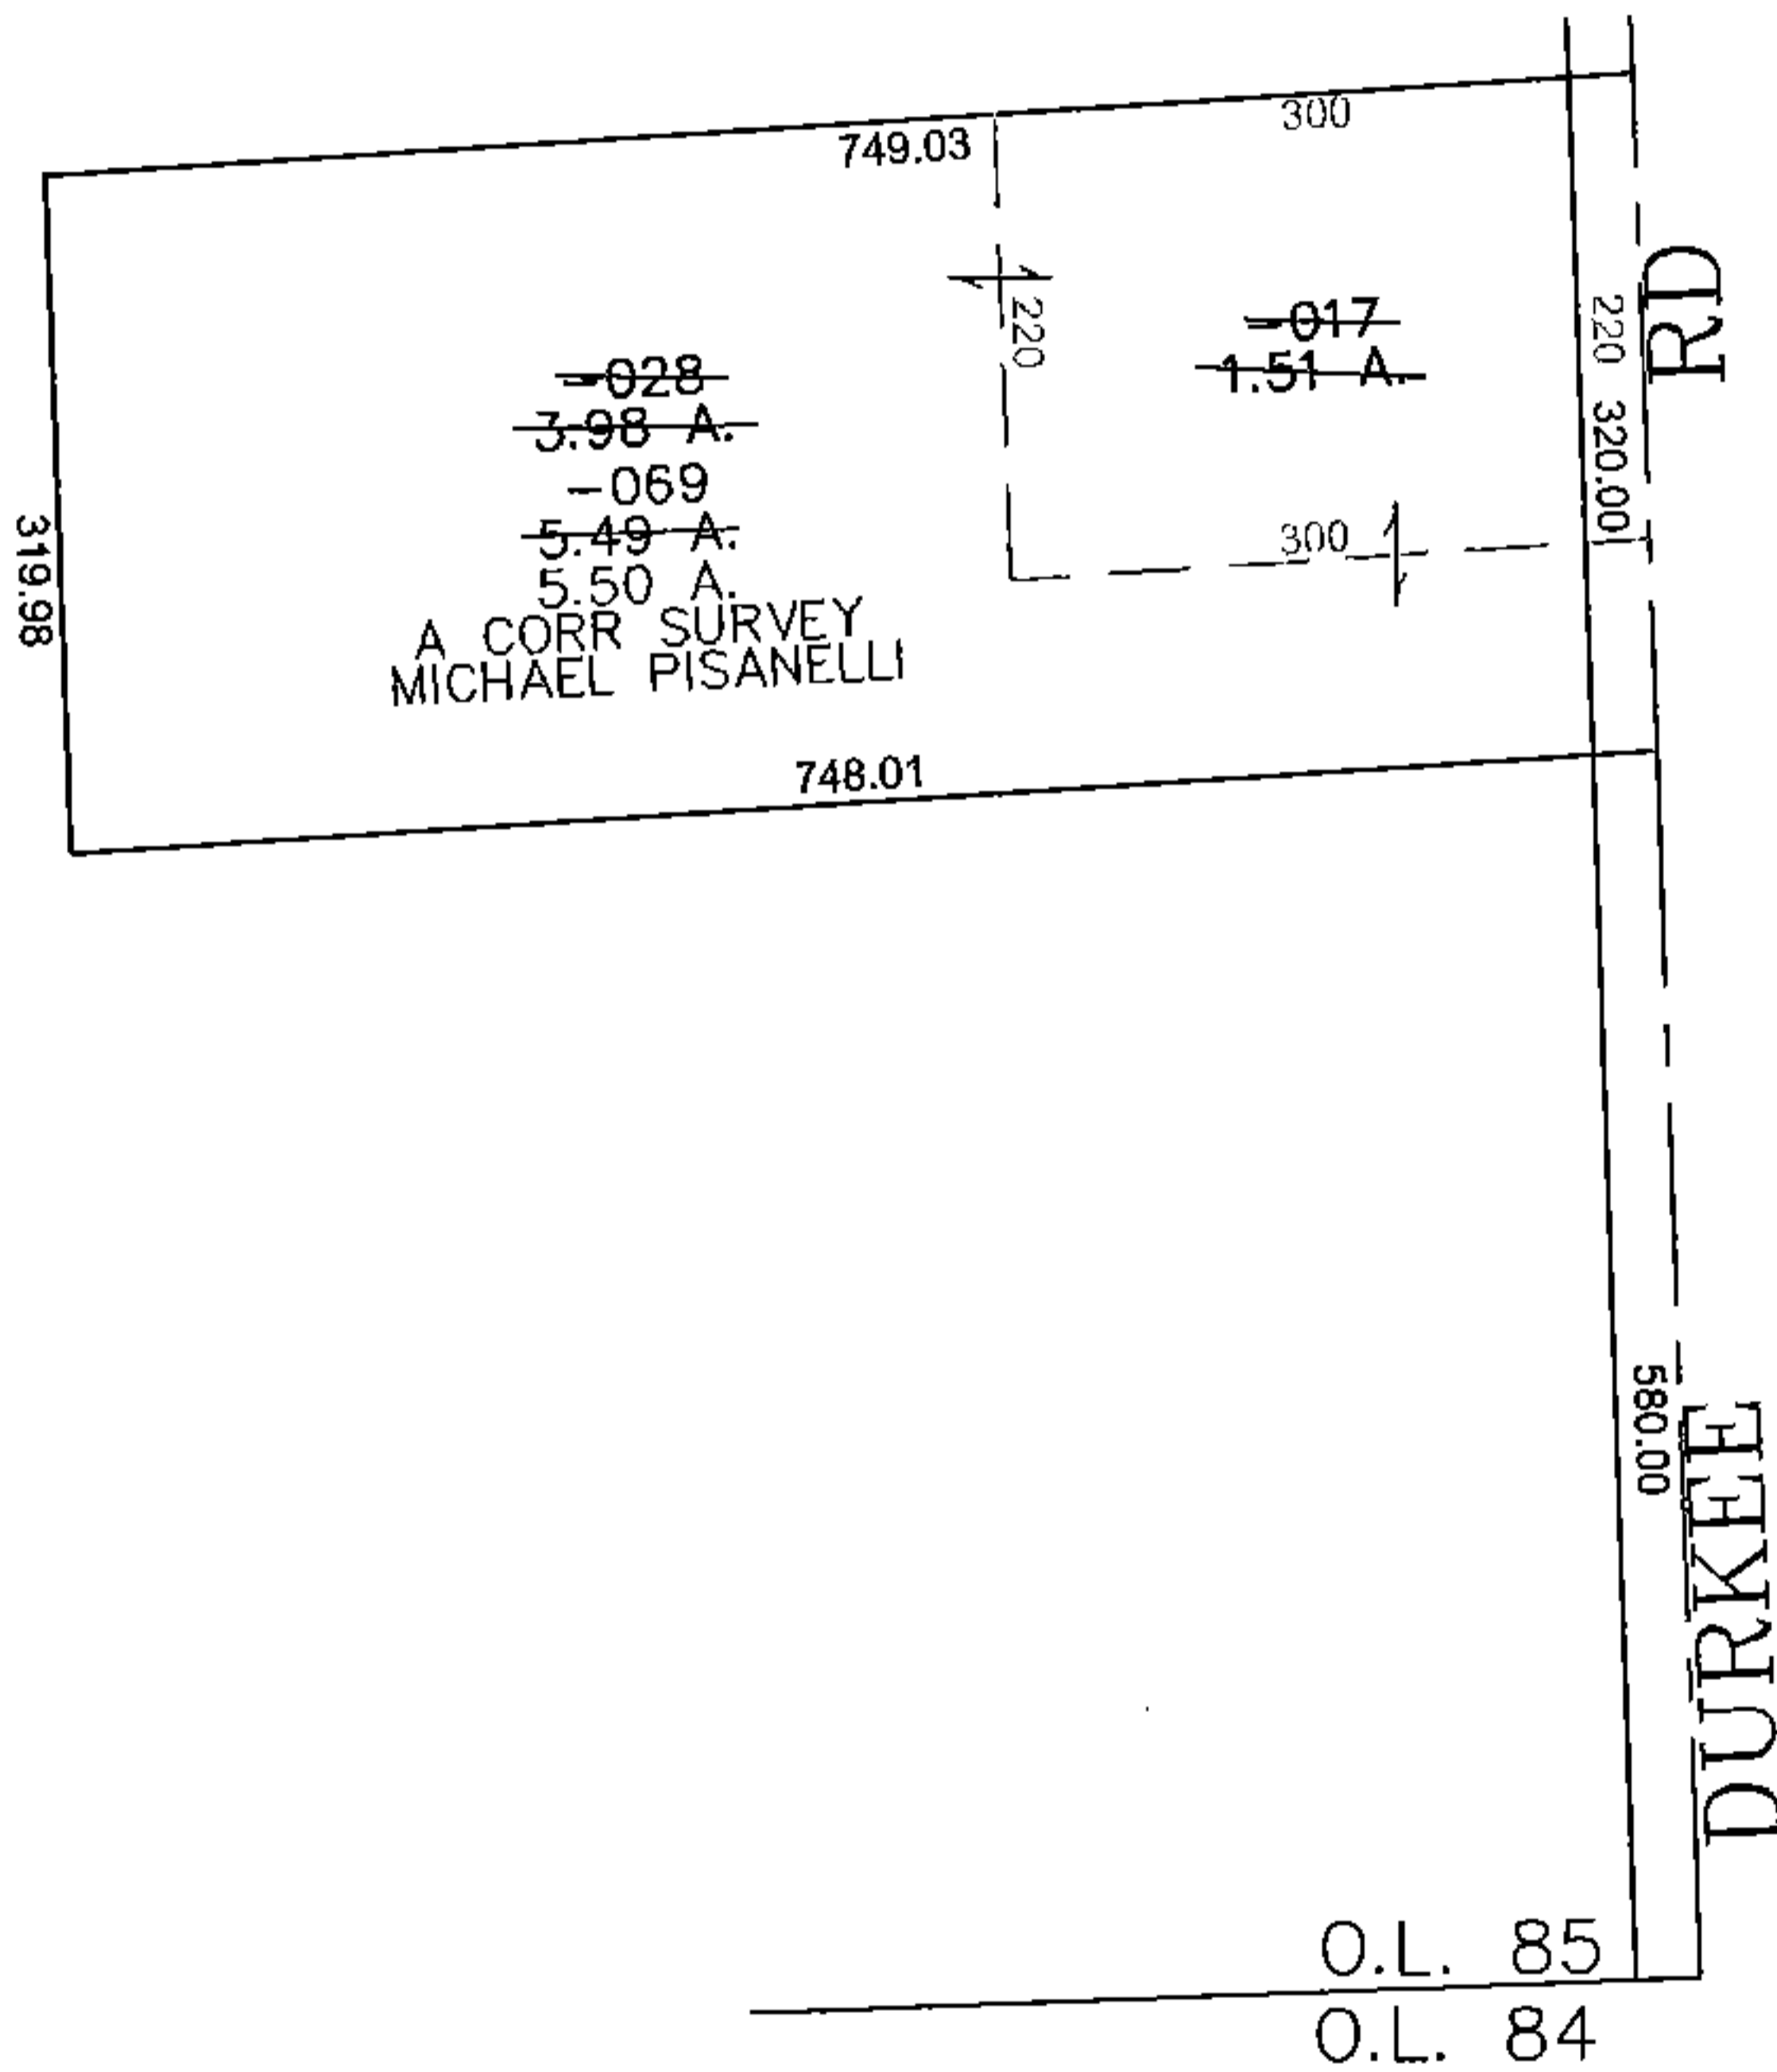 300
749.03
RD
220
220
-017
1.51 A.
-028
3.98 A.
320.00
-069
5.49 A.
300
5.50 A.
319.98
A CORR SURVEY
MICHAEL PISANELLI
748.01
580.00
DURKEE
O.L. 85
O.L. 84